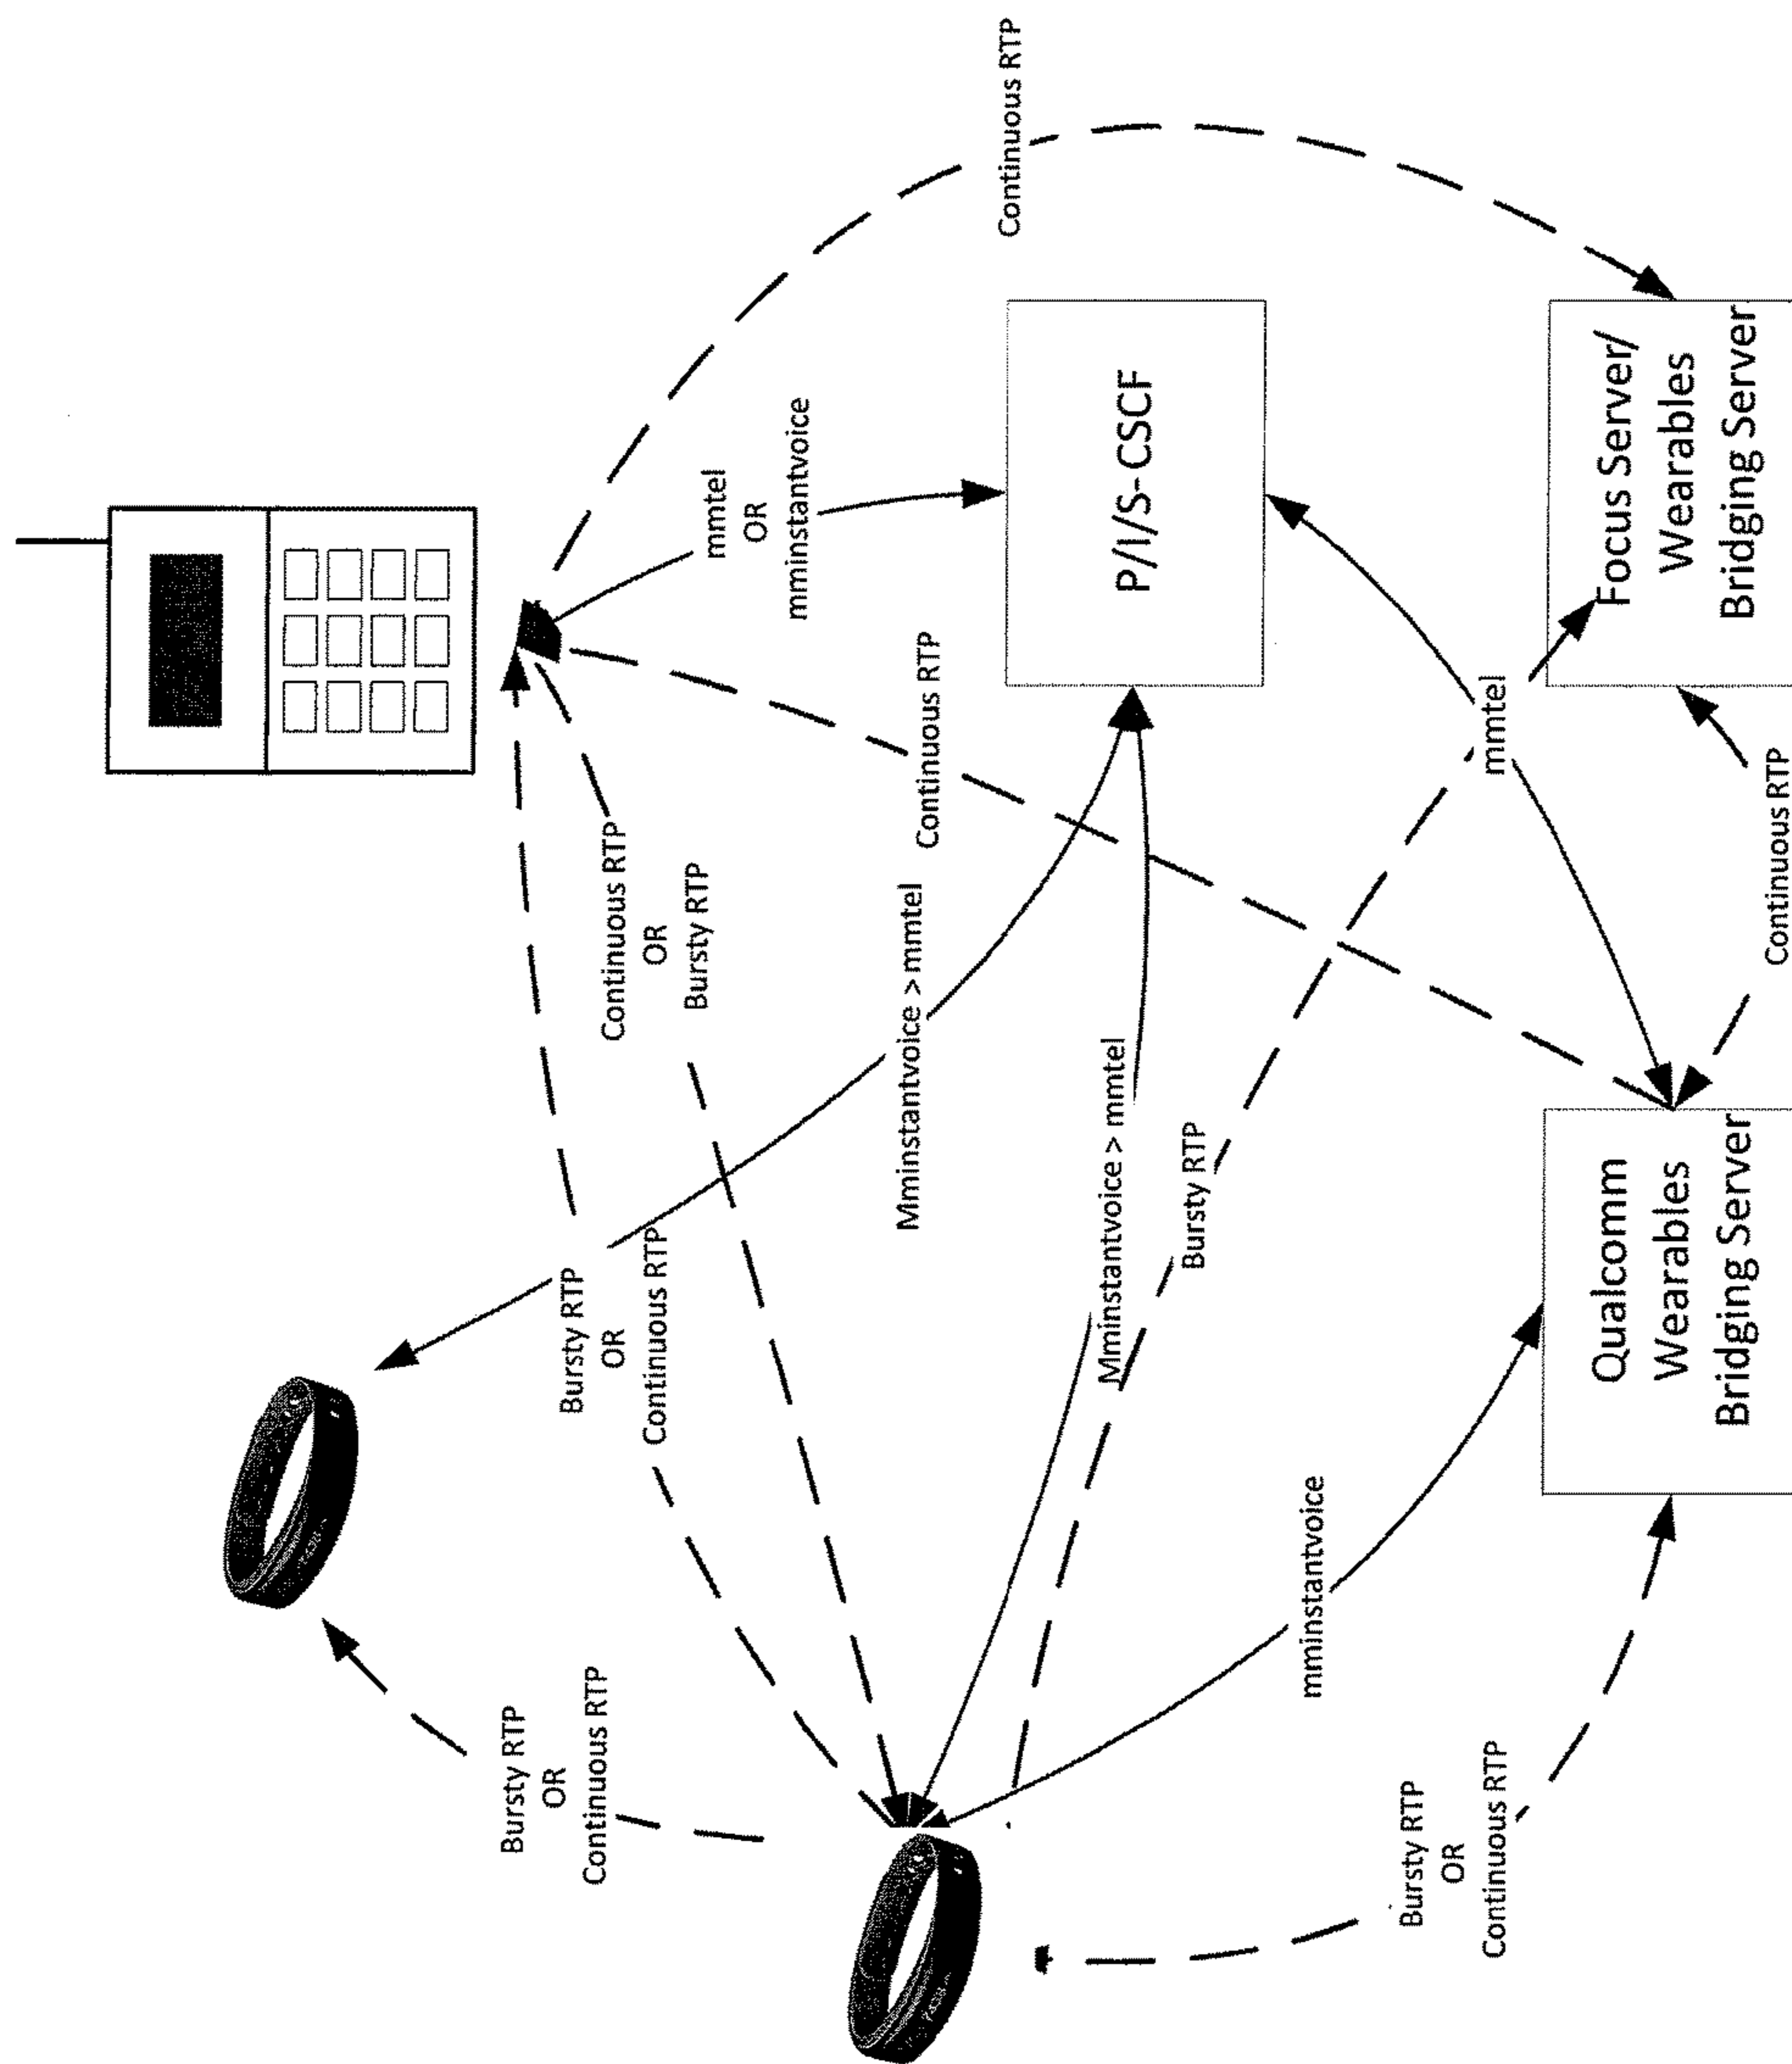 Bursty RTP
OR
Continuous RTP
Bursty RTP
OR
Continuous RTP
Continuous RTP
OR
Bursty RTP
mmtel
OR
mminstantvoice
Mminstantvoice > mmtel
Continuous RTP
Continuous RTP
Mminstantvoice > mmtel
P/I/S-CSCF
Bursty RTP
mminstantvoice
Bursty RTP
OR
Continuous RTP
mmtel
Qualcomm
Wearables
Bridging Server
Focus Server/
Wearables
Bridging Server
Continuous RTP